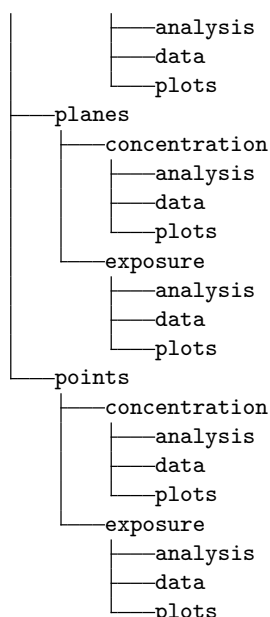 analysis
data
plots
planes
concentration
analysis
data
plots
exposure
analysis
data
plots
points
concentration
analysis
data
plots
exposure
analysis
data
plots